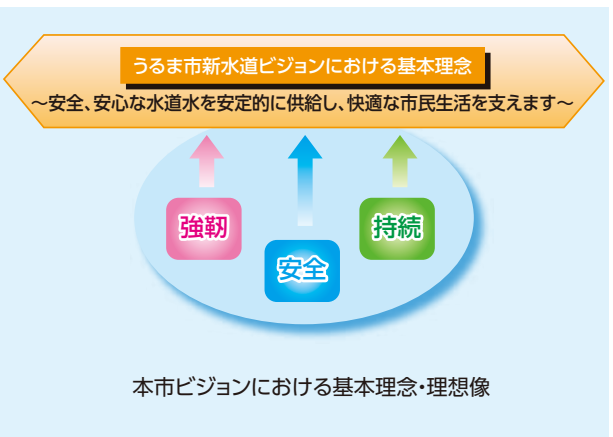 うるま市新水道ビジョンにおける基本理念
～安全、安心な水道水を安定的に供給し、快適な市民生活を支えます～
強靭
安全
持続
本市ビジョンにおける基本理念・理想像